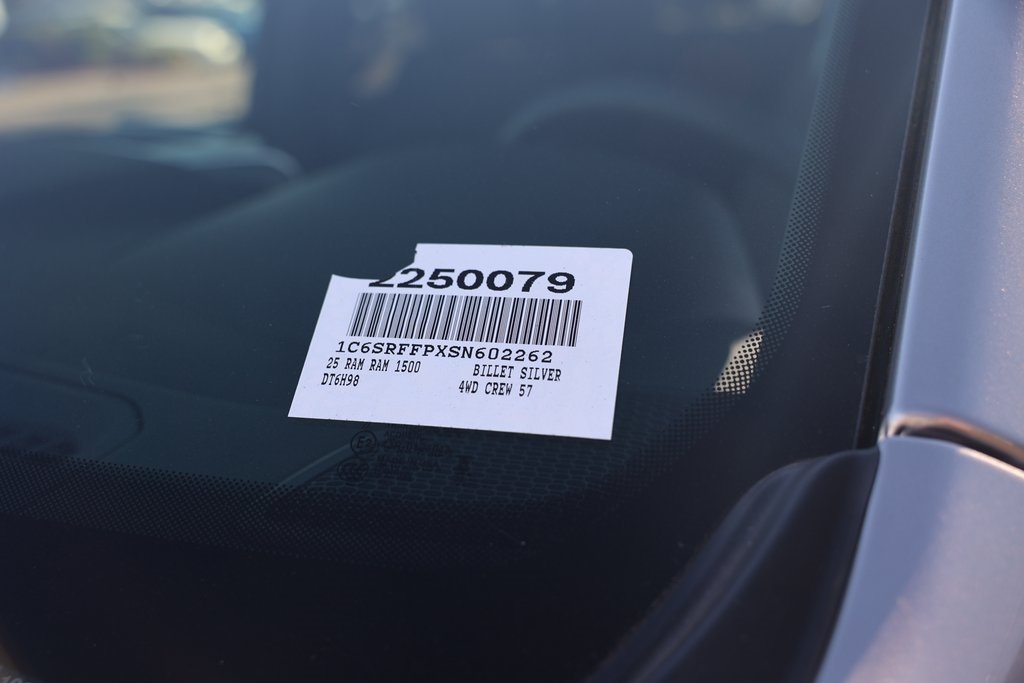 2250079
1C6SRFFPXSN602262
25 RAM RAM 1500 BILLET SILVER
DT6H98 4WD CREW 57